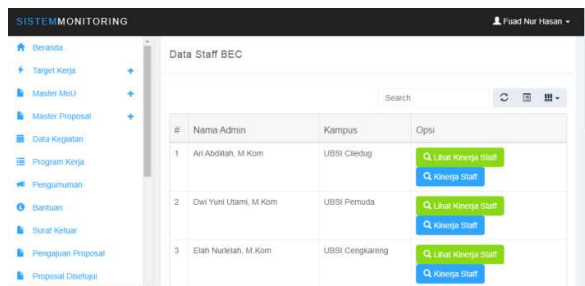 SISTEMMONITORING
Fuad Nur Hasan
Beranda
Target Kerja +
Master MoU +
Master Proposal +
Data Kegiatan
Program Kerja
Pengumuman
Bantuan
Surat Keluar
Pengajuan Proposal
Proposal Disetujui
Data Staff BEC
Search
# Nama Admin Kampus Opsi
1 Ari Abdillah, M.Kom UBSI Ciledug Lihat Kinerja Staff
Kinerja Staff
2 Dwi Yuni Utami, M.Kom UBSI Pemuda Lihat Kinerja Staff
Kinerja Staff
3 Elah Nurlelah, M.Kom UBSI Cengkareng Lihat Kinerja Staff
Kinerja Staff